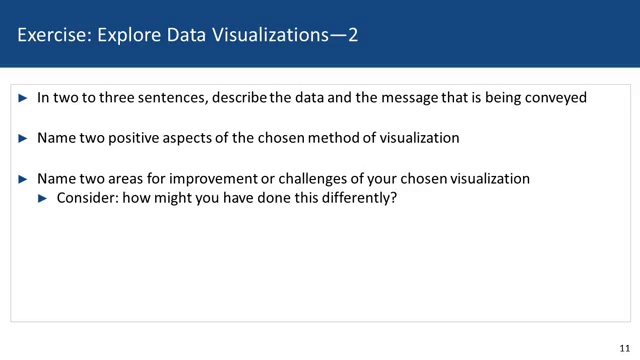 Exercise: Explore Data Visualizations—2
► In two to three sentences, describe the data and the message that is being conveyed
► Name two positive aspects of the chosen method of visualization
► Name two areas for improvement or challenges of your chosen visualization
► Consider: how might you have done this differently?
11